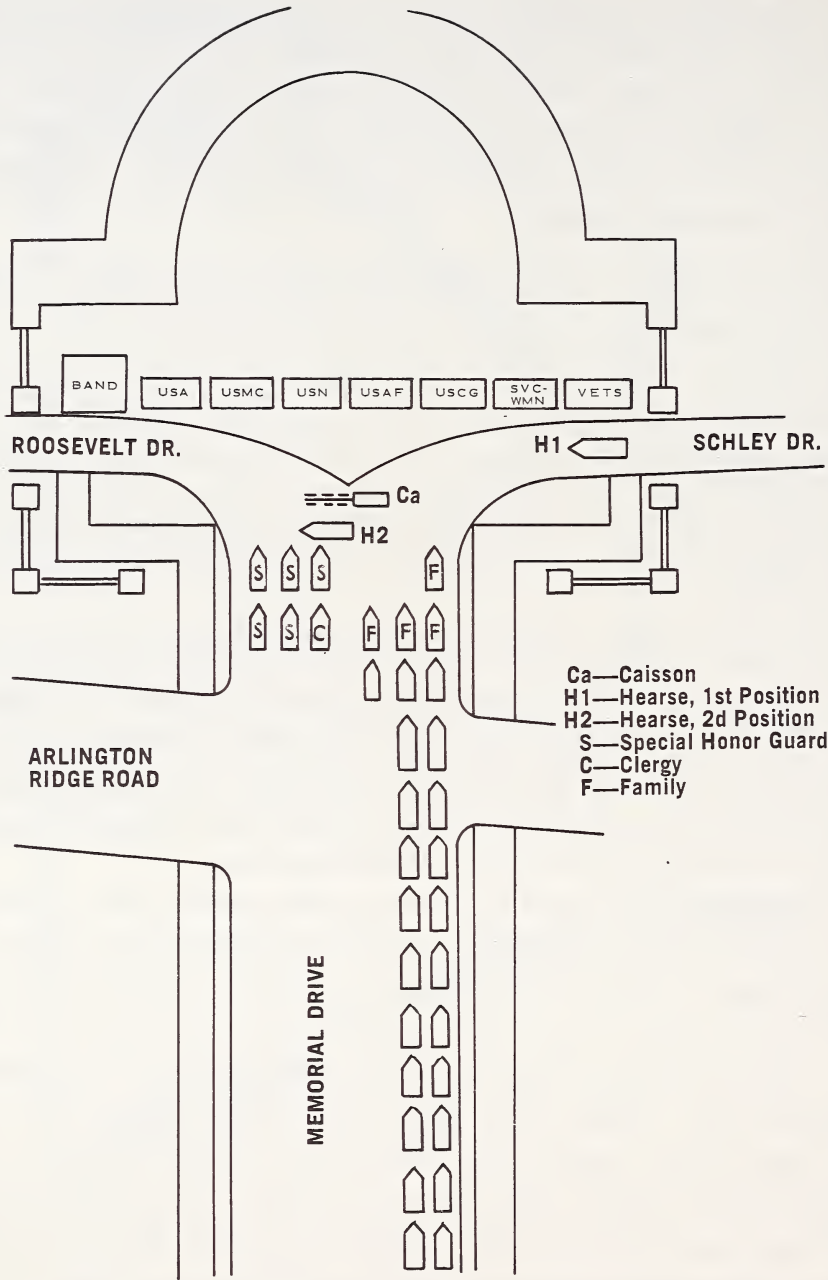 BAND
USA
USMC
USN
USAF
USCG
SVC-
WMN
VETS
ROOSEVELT DR.
H1
SCHLEY DR.
Ca
H2
S S S F
S S C F F F
Ca—Caisson
H1—Hearse, 1st Position
H2—Hearse, 2d Position
S—Special Honor Guard
C—Clergy
F—Family
ARLINGTON
RIDGE ROAD
MEMORIAL DRIVE